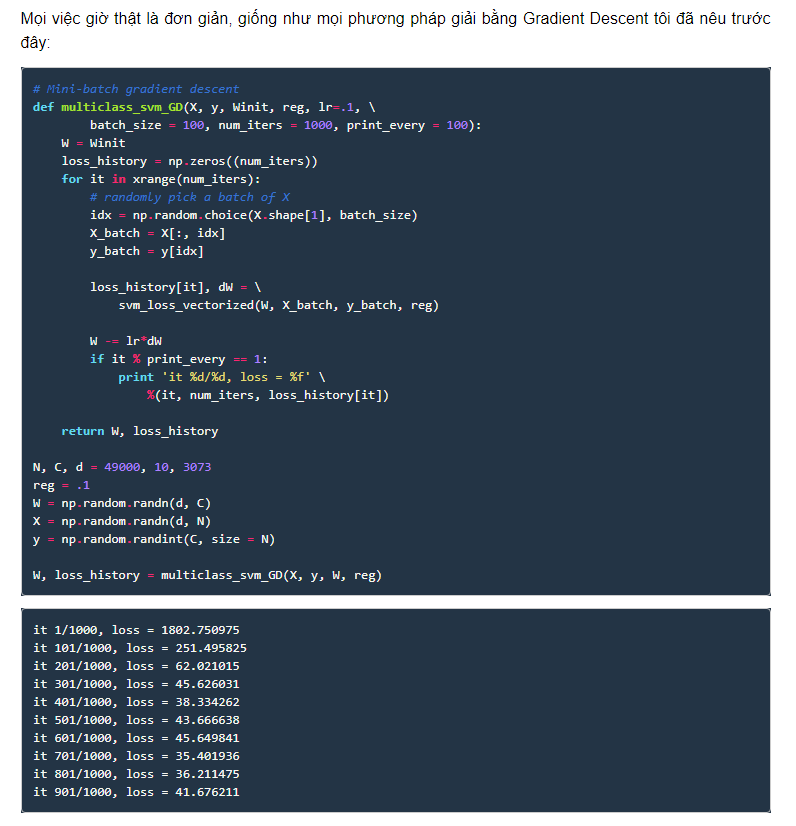 Mọi việc giờ thật là đơn giản, giống như mọi phương pháp giải bằng Gradient Descent tôi đã nêu trước
đây:
# Mini-batch gradient descent
def multiclass_svm_GD(X, y, Winit, reg, lr=.1, \
        batch_size = 100, num_iters = 1000, print_every = 100):
    W = Winit
    loss_history = np.zeros((num_iters))
    for it in xrange(num_iters):
        # randomly pick a batch of X
        idx = np.random.choice(X.shape[1], batch_size)
        X_batch = X[:, idx]
        y_batch = y[idx]
        loss_history[it], dW = \
            svm_loss_vectorized(W, X_batch, y_batch, reg)
        W -= lr*dW
        if it % print_every == 1:
            print 'it %d/%d, loss = %f' \
                %(it, num_iters, loss_history[it])
    return W, loss_history
N, C, d = 49000, 10, 3073
reg = .1
W = np.random.randn(d, C)
X = np.random.randn(d, N)
y = np.random.randint(C, size = N)
W, loss_history = multiclass_svm_GD(X, y, W, reg)
it 1/1000, loss = 1802.750975
it 101/1000, loss = 251.495825
it 201/1000, loss = 62.021015
it 301/1000, loss = 45.626031
it 401/1000, loss = 38.334262
it 501/1000, loss = 43.666638
it 601/1000, loss = 45.649841
it 701/1000, loss = 35.401936
it 801/1000, loss = 36.211475
it 901/1000, loss = 41.676211